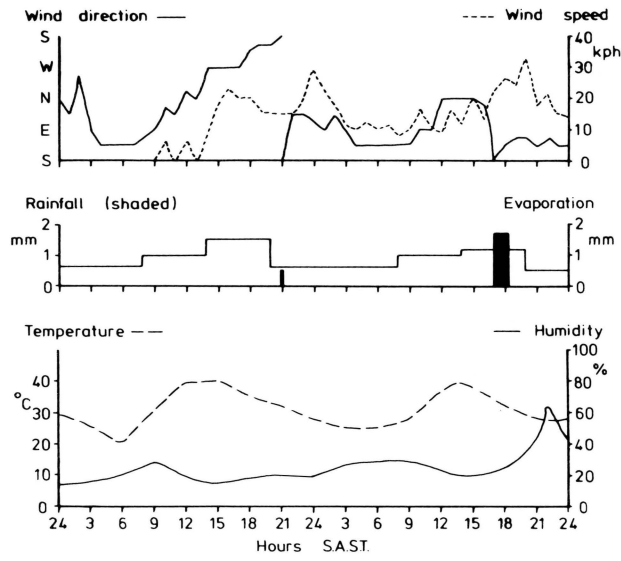 Wind direction —— ---- Wind speed
S 40
W 30 kph
N 20
E 10
S 0
Rainfall (shaded) Evaporation
2 2
mm mm
1 1
0 0
Temperature — — —— Humidity
100
%
40 80
°C
30 60
20 40
10 20
0 0
24 3 6 9 12 15 18 21 24 3 6 9 12 15 18 21 24
Hours S.A.S.T.